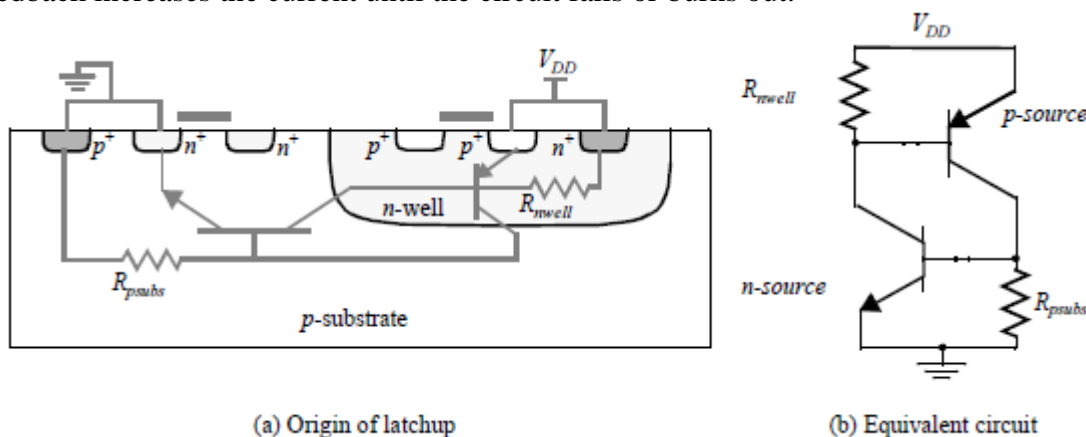 feedback increases the current until the circuit fails or burns out.
V_DD
p+ n+ n+ p+ p+ n+
n-well
R_nwell
R_psubs
p-substrate
(a) Origin of latchup
V_DD
R_nwell
p-source
n-source
R_psubs
(b) Equivalent circuit